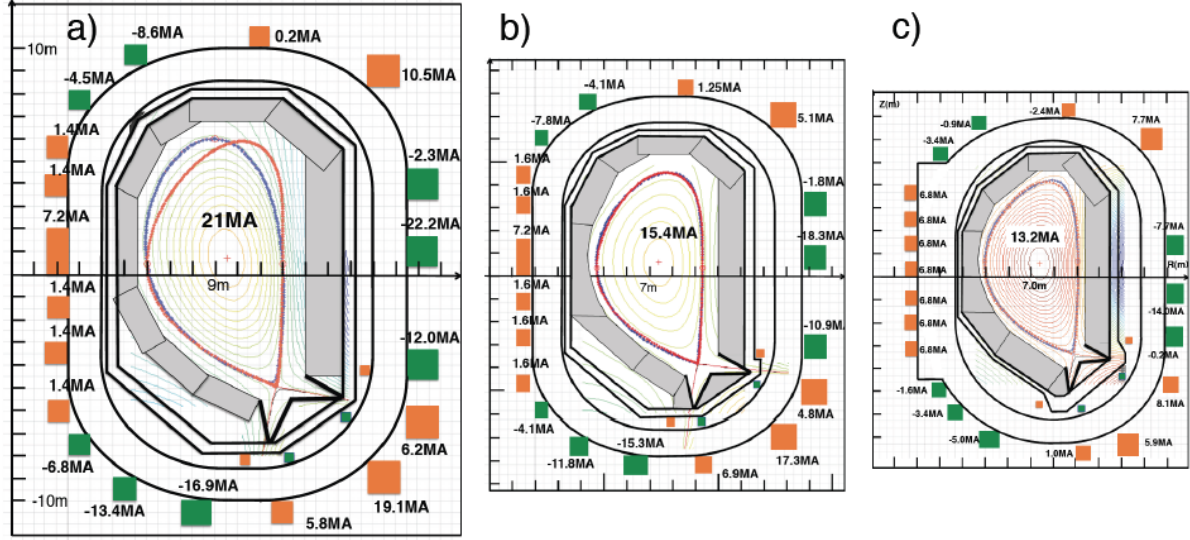 a)
-8.6MA
0.2MA
10m
10.5MA
-4.5MA
1.4MA
1.4MA
-2.3MA
7.2MA
21MA
-22.2MA
9m
1.4MA
1.4MA
-12.0MA
1.4MA
-6.8MA
6.2MA
-16.9MA
-10m
-13.4MA
19.1MA
5.8MA
b)
-4.1MA
1.25MA
5.1MA
-7.8MA
1.6MA
1.6MA
-1.8MA
7.2MA
15.4MA
-18.3MA
7m
1.6MA
1.6MA
-10.9MA
1.6MA
4.8MA
-4.1MA
-15.3MA
17.3MA
-11.8MA
6.9MA
c)
Z(m)
-2.4MA
-0.9MA
7.7MA
-3.4MA
6.8MA
6.8MA
-7.7MA
6.8MA
13.2MA
6.8MA
R(m)
7.0m
6.8MA
-14.0MA
6.8MA
6.8MA
-0.2MA
-1.6MA
8.1MA
-3.4MA
-5.0MA
5.9MA
1.0MA